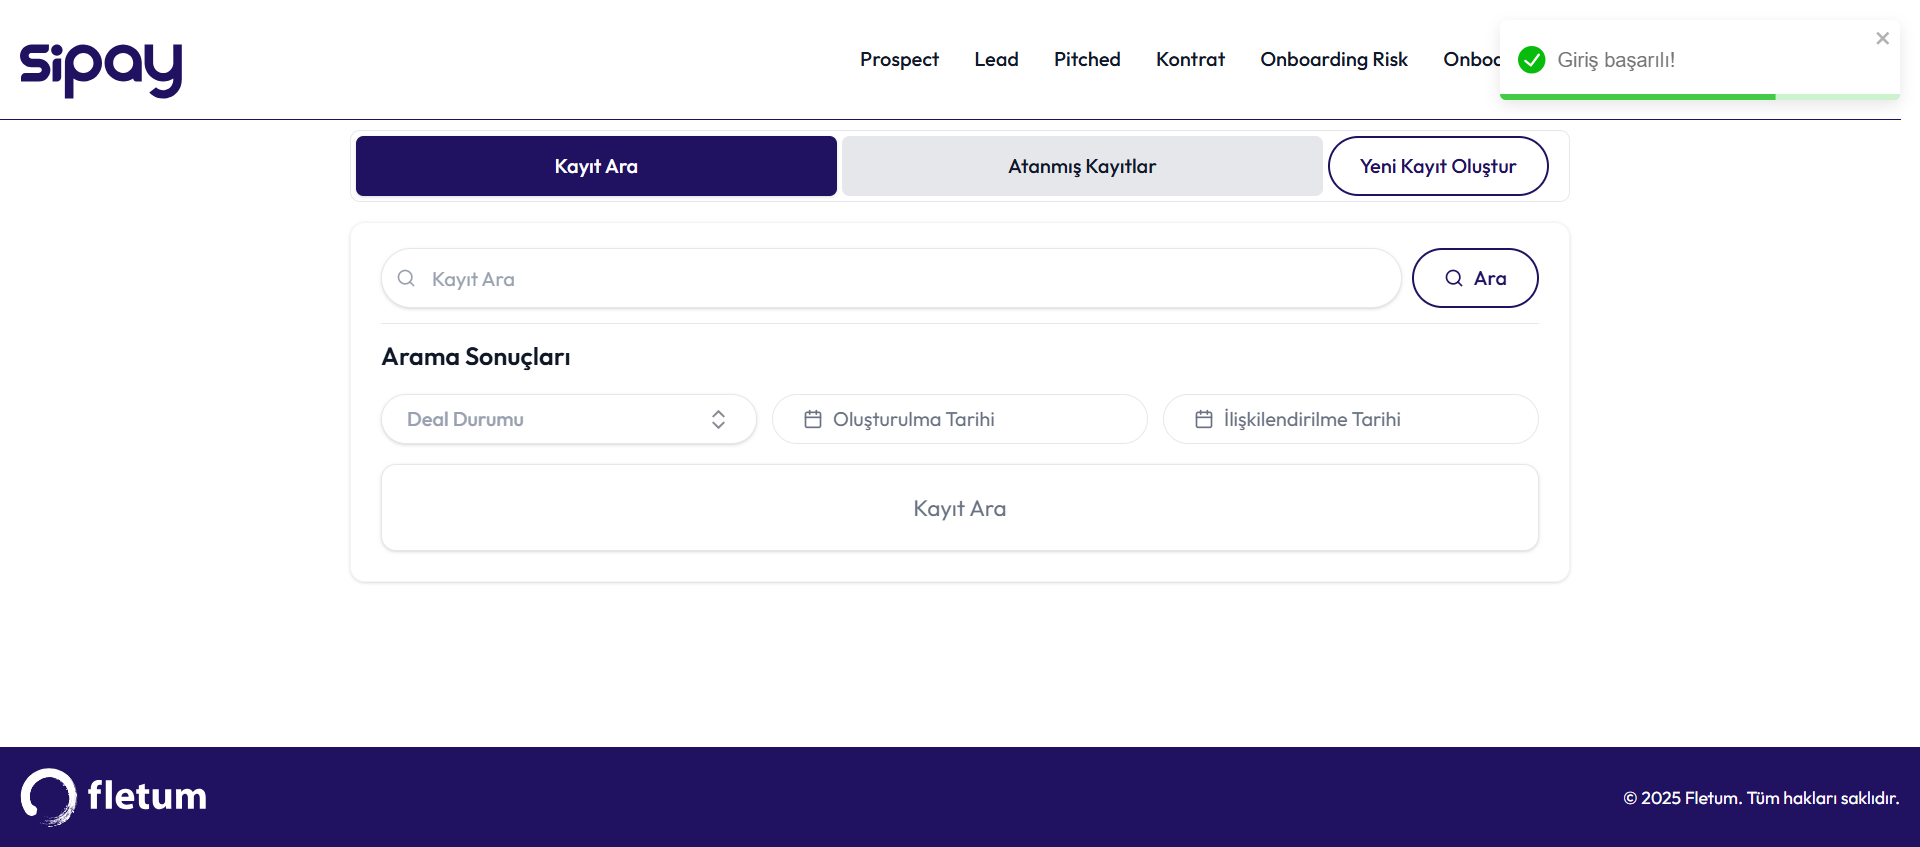 sipay
Prospect
Lead
Pitched
Kontrat
Onboarding Risk
Giriş başarılı!
Kayıt Ara
Atanmış Kayıtlar
Yeni Kayıt Oluştur
Kayıt Ara
Ara
Arama Sonuçları
Deal Durumu
Oluşturulma Tarihi
İlişkilendirilme Tarihi
Kayıt Ara
fletum
© 2025 Fletum. Tüm hakları saklıdır.